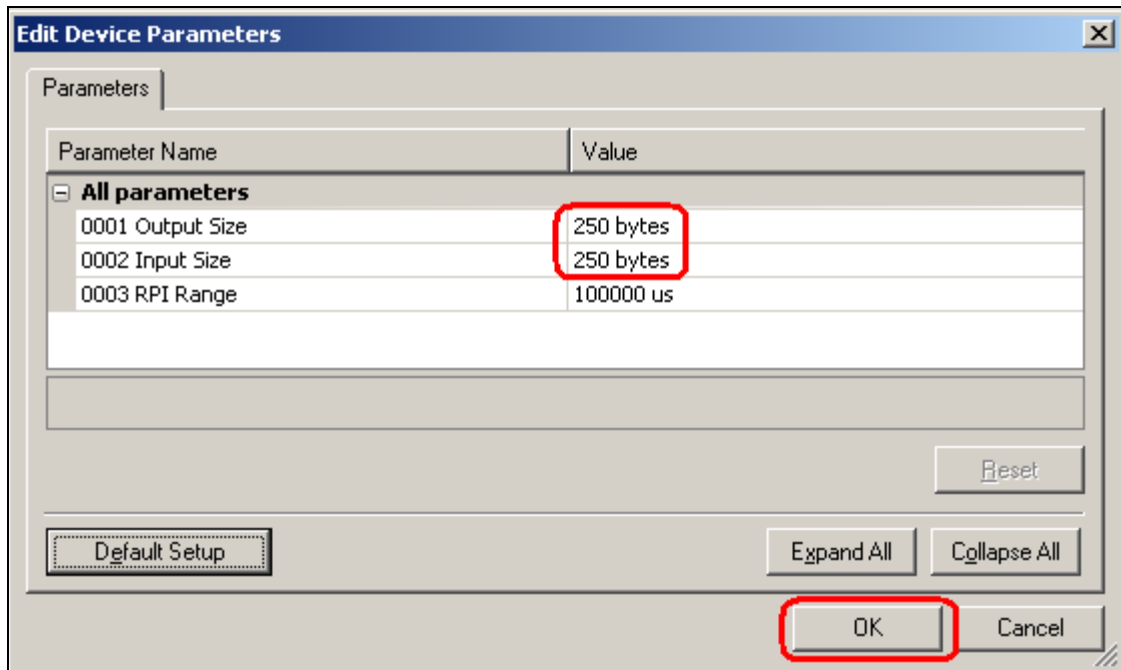 Edit Device Parameters
Parameters
Parameter Name Value
All parameters
0001 Output Size 250 bytes
0002 Input Size 250 bytes
0003 RPI Range 100000 us
Reset
Default Setup Expand All Collapse All
OK Cancel